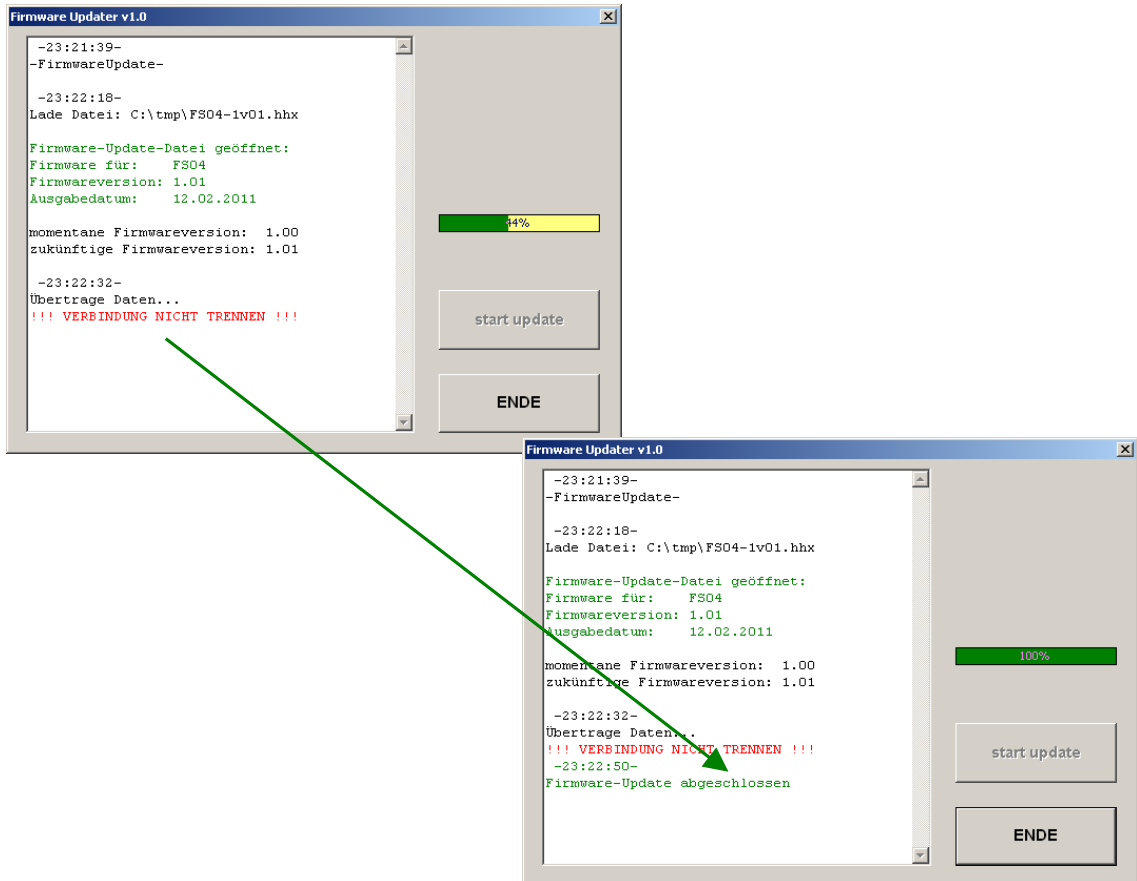 Firmware Updater v1.0
-23:21:39-
-FirmwareUpdate-
-23:22:18-
Lade Datei: C:\tmp\FS04-1v01.hhx
Firmware-Update-Datei geöffnet:
Firmware für: FS04
Firmwareversion: 1.01
Ausgabedatum: 12.02.2011
momentane Firmwareversion: 1.00
zukünftige Firmwareversion: 1.01
-23:22:32-
Übertrage Daten...
!!! VERBINDUNG NICHT TRENNEN !!!
44%
start update
ENDE
Firmware Updater v1.0
-23:21:39-
-FirmwareUpdate-
-23:22:18-
Lade Datei: C:\tmp\FS04-1v01.hhx
Firmware-Update-Datei geöffnet:
Firmware für: FS04
Firmwareversion: 1.01
Ausgabedatum: 12.02.2011
momentane Firmwareversion: 1.00
zukünftige Firmwareversion: 1.01
-23:22:32-
Übertrage Daten...
!!! VERBINDUNG NICHT TRENNEN !!!
-23:22:50-
Firmware-Update abgeschlossen
100%
start update
ENDE